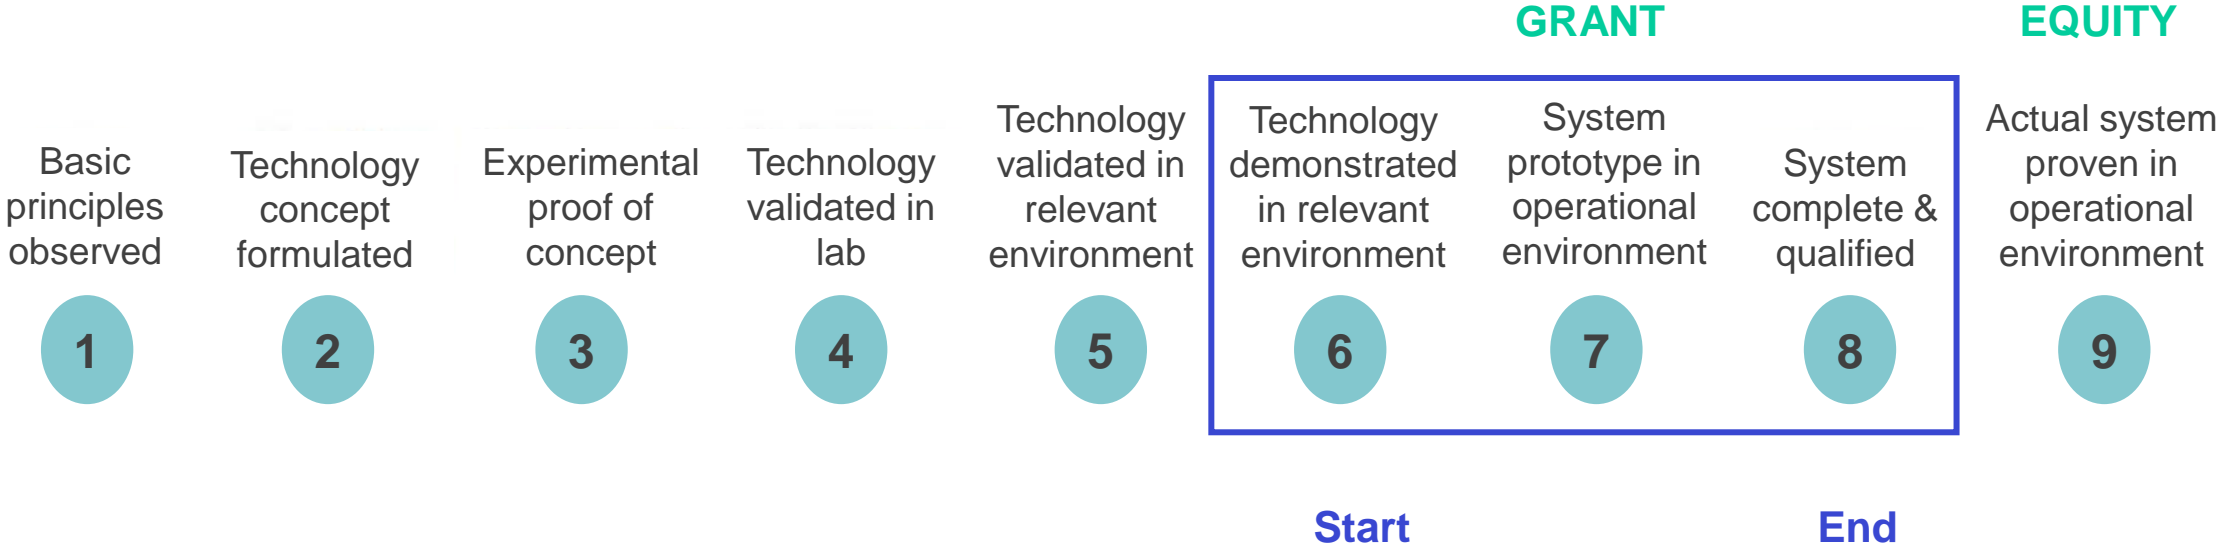 GRANT
EQUITY
Basic
principles
observed
Technology
concept
formulated
Experimental
proof of
concept
Technology
validated in
lab
Technology
validated in
relevant
environment
Technology
demonstrated
in relevant
environment
System
prototype in
operational
environment
System
complete &
qualified
Actual system
proven in
operational
environment
1
2
3
4
5
6
7
8
9
Start
End